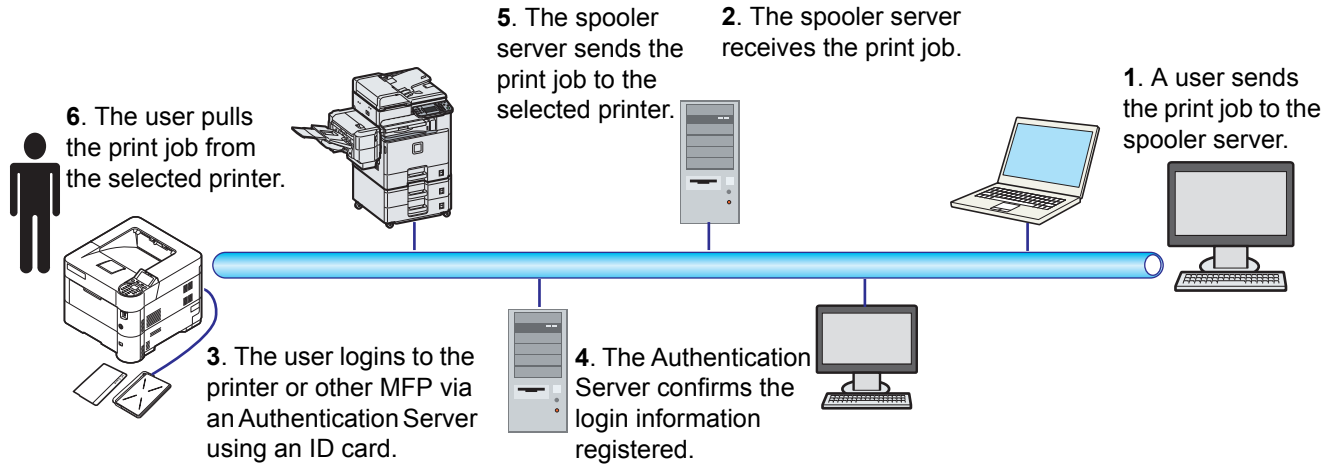 5. The spooler
server sends the
print job to the
selected printer.
2. The spooler server
receives the print job.
1. A user sends
the print job to the
spooler server.
6. The user pulls
the print job from
the selected printer.
3. The user logins to the
printer or other MFP via
an Authentication Server
using an ID card.
4. The Authentication
Server confirms the
login information
registered.